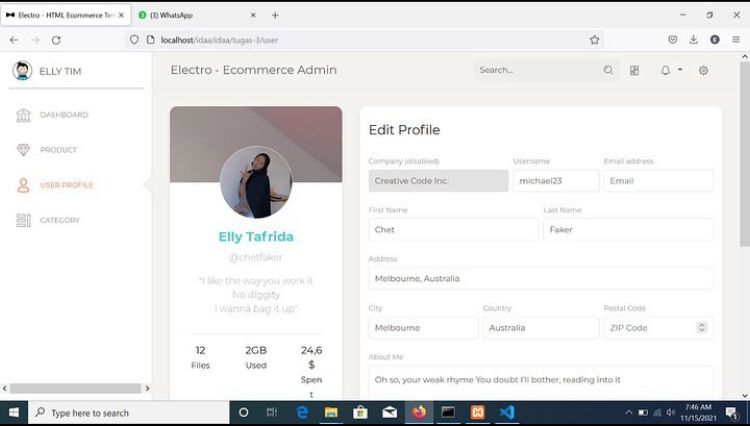 Electro - HTML Ecommerce Tem
(3) WhatsApp
localhost/idaa/idaa/tugas-3/user
ELLY TIM
Electro - Ecommerce Admin
Search...
DASHBOARD
PRODUCT
USER PROFILE
CATEGORY
Elly Tafrida
@chetfaker
"I like the way you work it
No diggity
I wanna bag it up"
12
Files
2GB
Used
24,6
$
Spen
t
Edit Profile
Company (disabled)
Username
Email address
Creative Code Inc.
michael23
Email
First Name
Last Name
Chet
Faker
Address
Melbourne, Australia
City
Country
Postal Code
Melbourne
Australia
ZIP Code
About Me
Oh so, your weak rhyme You doubt I'll bother, reading into it
Type here to search
7:46 AM
11/15/2021